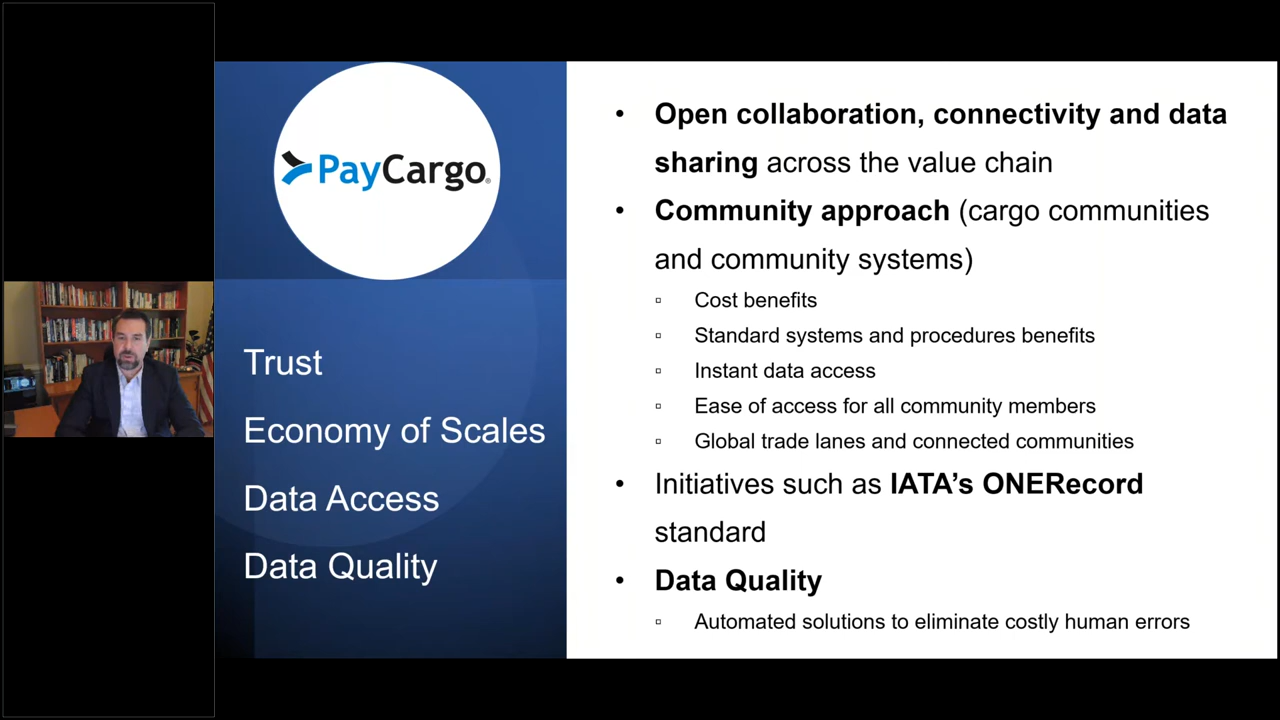 PayCargo®
Trust
Economy of Scales
Data Access
Data Quality
• Open collaboration, connectivity and data
sharing across the value chain
• Community approach (cargo communities
and community systems)
▫ Cost benefits
▫ Standard systems and procedures benefits
▫ Instant data access
▫ Ease of access for all community members
▫ Global trade lanes and connected communities
• Initiatives such as IATA’s ONERecord
standard
• Data Quality
▫ Automated solutions to eliminate costly human errors